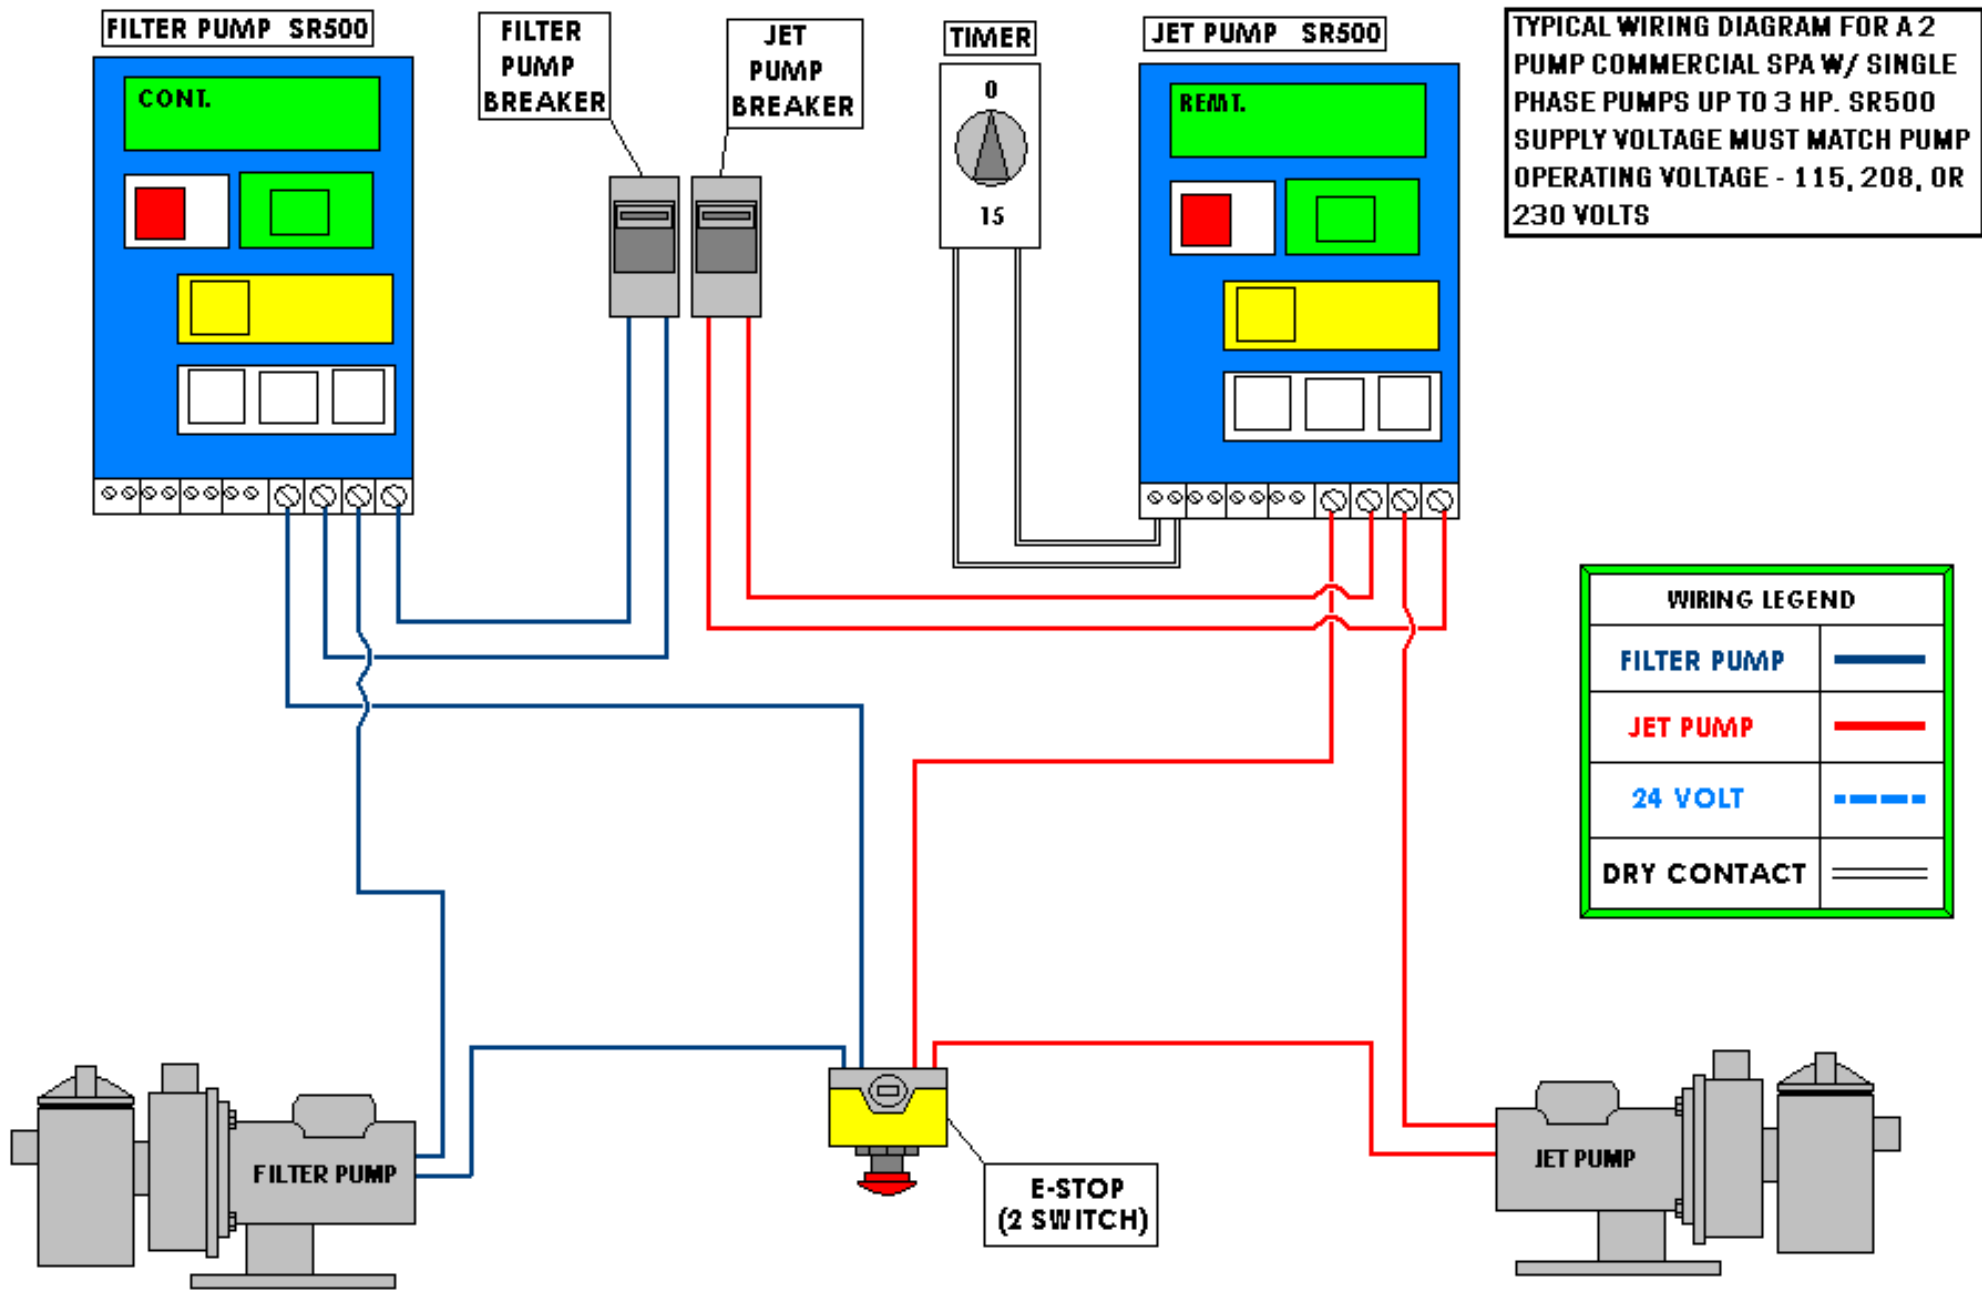 FILTER PUMP SR500
FILTER
PUMP
BREAKER
JET
PUMP
BREAKER
TIMER
JET PUMP SR500
TYPICAL WIRING DIAGRAM FOR A 2
PUMP COMMERCIAL SPA W/ SINGLE
PHASE PUMPS UP TO 3 HP. SR500
SUPPLY VOLTAGE MUST MATCH PUMP
OPERATING VOLTAGE - 115, 208, OR
230 VOLTS
CONT.
0
15
REMT.
WIRING LEGEND
FILTER PUMP
JET PUMP
24 VOLT
DRY CONTACT
FILTER PUMP
E-STOP
(2 SWITCH)
JET PUMP